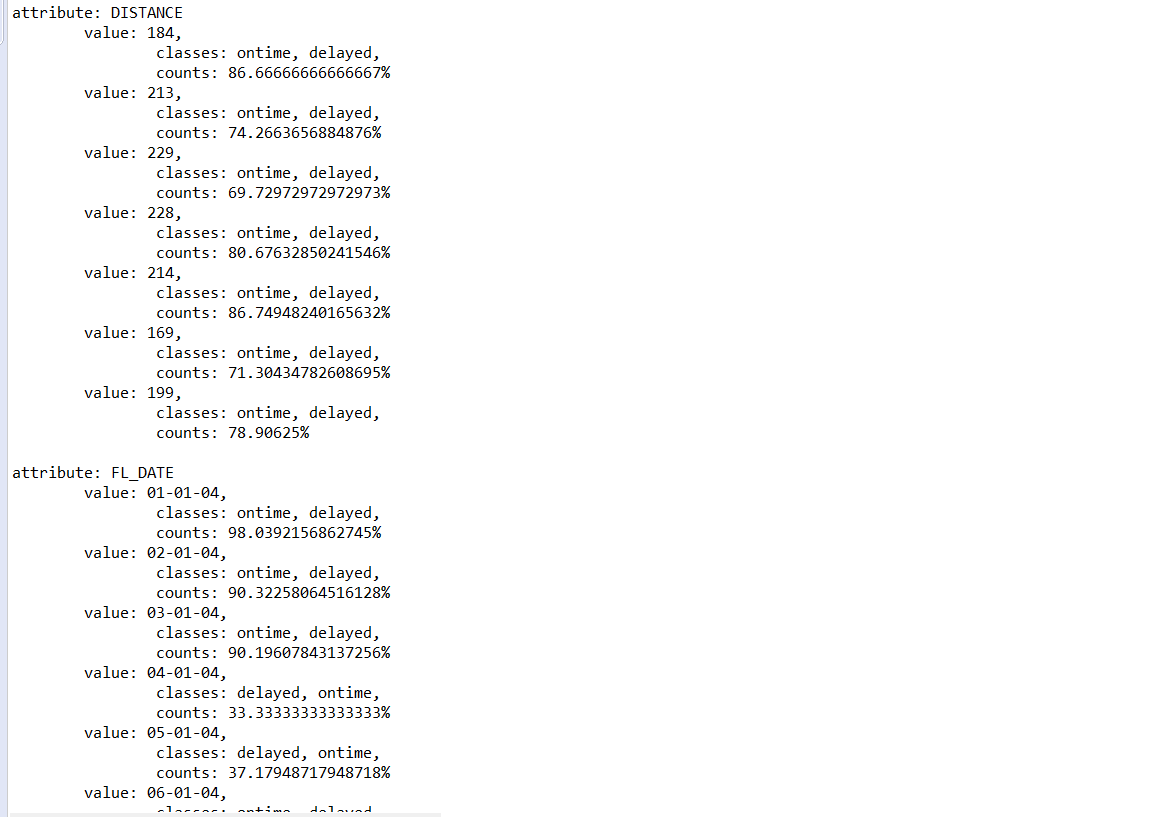 attribute: DISTANCE
value: 184,
classes: ontime, delayed,
counts: 86.66666666666667%
value: 213,
classes: ontime, delayed,
counts: 74.2663656884876%
value: 229,
classes: ontime, delayed,
counts: 69.72972972972973%
value: 228,
classes: ontime, delayed,
counts: 80.67632850241546%
value: 214,
classes: ontime, delayed,
counts: 86.74948240165632%
value: 169,
classes: ontime, delayed,
counts: 71.30434782608695%
value: 199,
classes: ontime, delayed,
counts: 78.90625%
attribute: FL_DATE
value: 01-01-04,
classes: ontime, delayed,
counts: 98.0392156862745%
value: 02-01-04,
classes: ontime, delayed,
counts: 90.32258064516128%
value: 03-01-04,
classes: ontime, delayed,
counts: 90.19607843137256%
value: 04-01-04,
classes: delayed, ontime,
counts: 33.33333333333333%
value: 05-01-04,
classes: delayed, ontime,
counts: 37.17948717948718%
value: 06-01-04,
classes: ontime, delayed